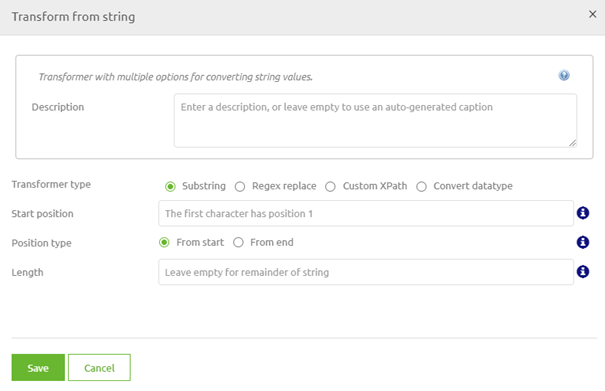 Transform from string
×
Transformer with multiple options for converting string values.
Description
Enter a description, or leave empty to use an auto-generated caption
Transformer type Substring Regex replace Custom XPath Convert datatype
Start position The first character has position 1
Position type From start From end
Length Leave empty for remainder of string
Save Cancel